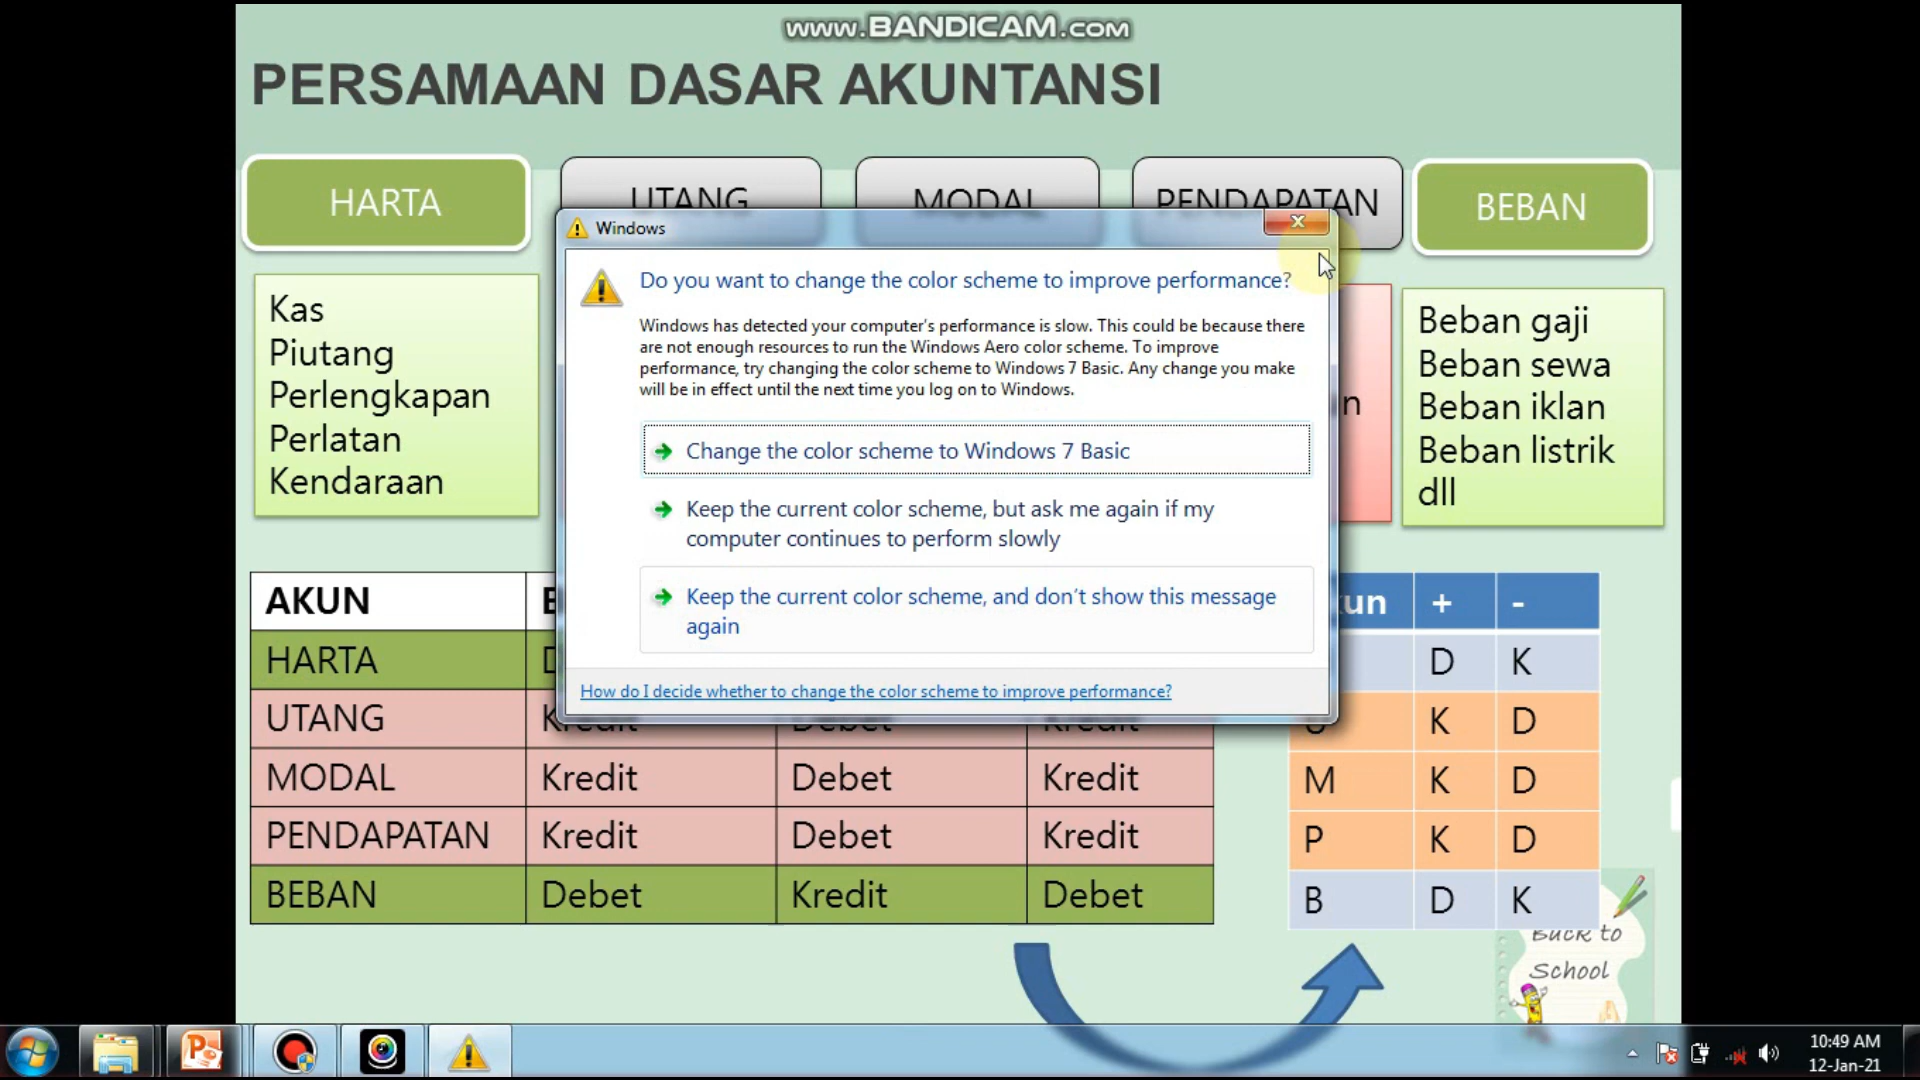 www.BANDICAM.com
PERSAMAAN DASAR AKUNTANSI
HARTA
UTANG
MODAL
PENDAPATAN
BEBAN
Windows
Do you want to change the color scheme to improve performance?
Windows has detected your computer's performance is slow. This could be because there
are not enough resources to run the Windows Aero color scheme. To improve
performance, try changing the color scheme to Windows 7 Basic. Any change you make
will be in effect until the next time you log on to Windows.
Change the color scheme to Windows 7 Basic
Keep the current color scheme, but ask me again if my
computer continues to perform slowly
Keep the current color scheme, and don't show this message
again
How do I decide whether to change the color scheme to improve performance?
Kas
Piutang
Perlengkapan
Perlatan
Kendaraan
Beban gaji
Beban sewa
Beban iklan
Beban listrik
dll
AKUN
HARTA
UTANG Kredit Debet Kredit
MODAL Kredit Debet Kredit
PENDAPATAN Kredit Debet Kredit
BEBAN Debet Kredit Debet
+ -
D K
U K D
M K D
P K D
B D K
Back to
School
10:49 AM
12-Jan-21